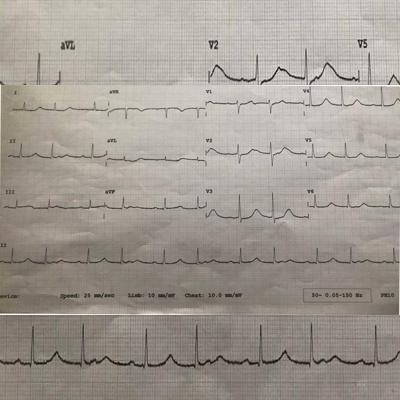 aVL V2 V5
I aVR V1 V4
II aVL V2 V5
III aVF V3 V6
II
Speed: 25 mm/sec Limb: 10 mm/mV Chest: 10.0 mm/mV 50~ 0.05-150 Hz